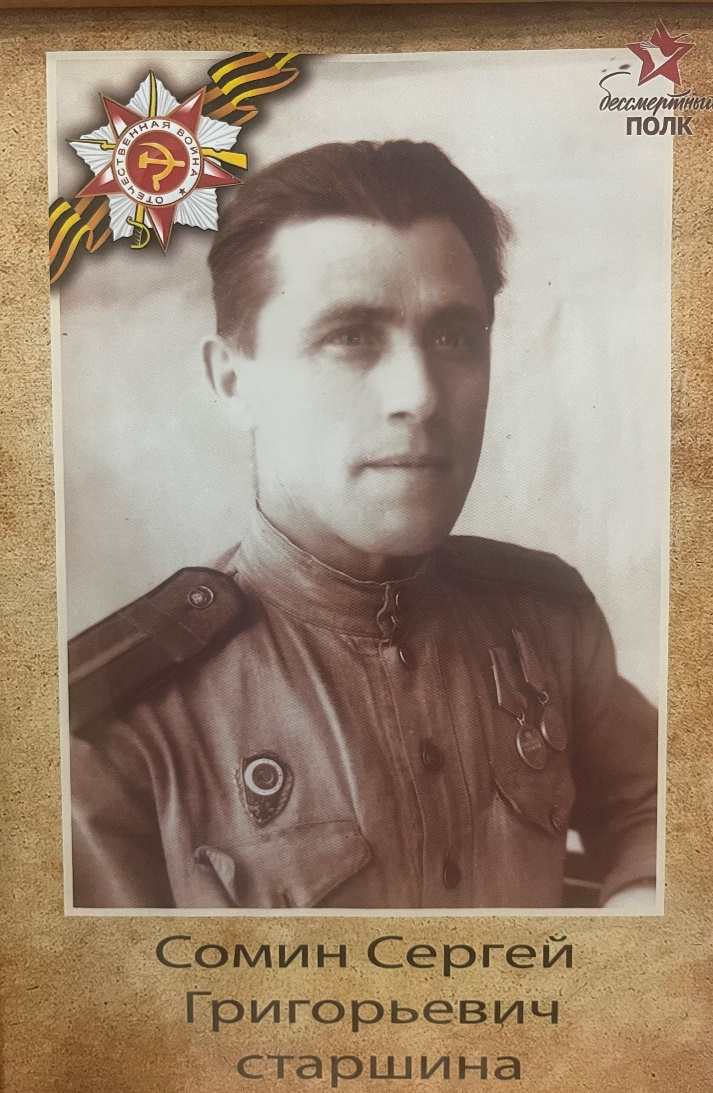 ОТЕЧЕСТВЕННАЯ ВОЙНА
бессмертный
ПОЛК
Сомин Сергей
Григорьевич
старшина